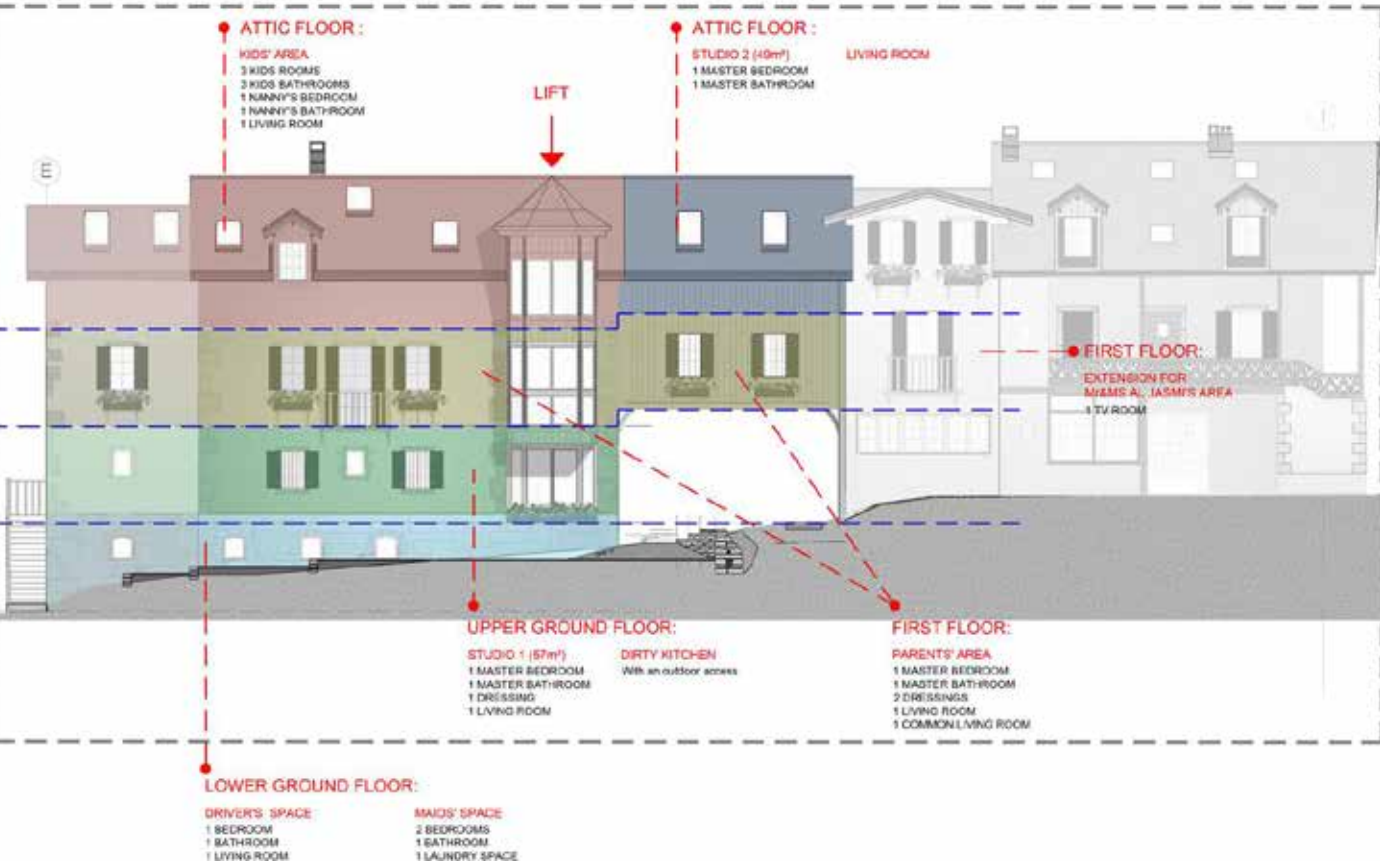 ATTIC FLOOR :
KIDS' AREA
3 KIDS ROOMS
3 KIDS BATHROOMS
1 NANNY'S BEDROOM
1 NANNY'S BATHROOM
1 LIVING ROOM
LIFT
ATTIC FLOOR :
STUDIO 2 (49m²) LIVING ROOM
1 MASTER BEDROOM
1 MASTER BATHROOM
E
FIRST FLOOR:
EXTENSION FOR
AL JASMI'S AREA
1 TV ROOM
UPPER GROUND FLOOR:
STUDIO 1 (57m²) DIRTY KITCHEN
1 MASTER BEDROOM With an outdoor access
1 MASTER BATHROOM
1 DRESSING
1 LIVING ROOM
FIRST FLOOR:
PARENTS' AREA
1 MASTER BEDROOM
1 MASTER BATHROOM
2 DRESSINGS
1 LIVING ROOM
1 COMMON LIVING ROOM
LOWER GROUND FLOOR:
DRIVER'S SPACE MAIDS' SPACE
1 BEDROOM 2 BEDROOMS
1 BATHROOM 1 BATHROOM
1 LIVING ROOM 1 LAUNDRY SPACE